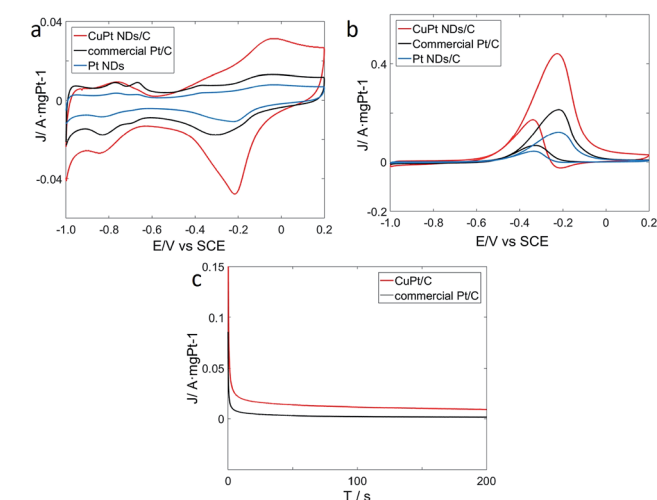 a
0.04
0
-0.04
J/ A·mgPt-1
CuPt NDs/C
commercial Pt/C
Pt NDs
-1.0 -0.8 -0.6 -0.4 -0.2 0 0.2
E/V vs SCE
b
0.4
0
-0.2
J/ A·mgPt-1
CuPt NDs/C
Commercial Pt/C
Pt NDs/C
-1.0 -0.8 -0.6 -0.4 -0.2 0 0.2
E/V vs SCE
c
0.15
0.1
0.05
0
J/ A·mgPt-1
CuPt/C
commercial Pt/C
0 100 200
T / s